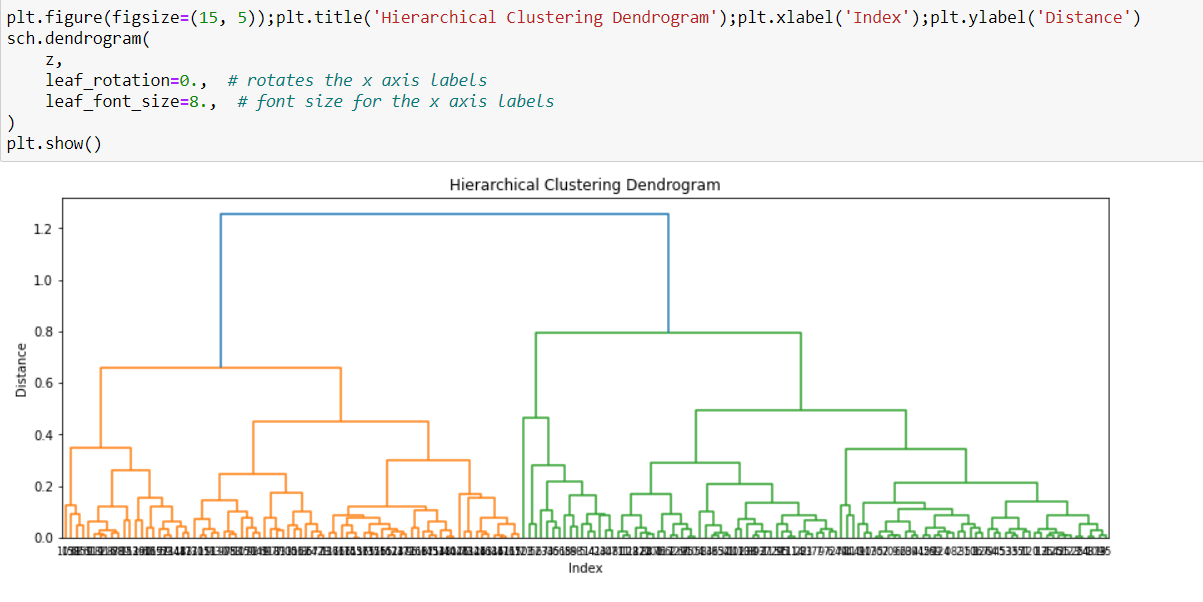 plt.figure(figsize=(15, 5));plt.title('Hierarchical Clustering Dendrogram');plt.xlabel('Index');plt.ylabel('Distance')
sch.dendrogram(
    z,
    leaf_rotation=0.,  # rotates the x axis labels
    leaf_font_size=8.,  # font size for the x axis labels
)
plt.show()
Hierarchical Clustering Dendrogram
1.2
1.0
0.8
0.6
0.4
0.2
0.0
Distance
Index